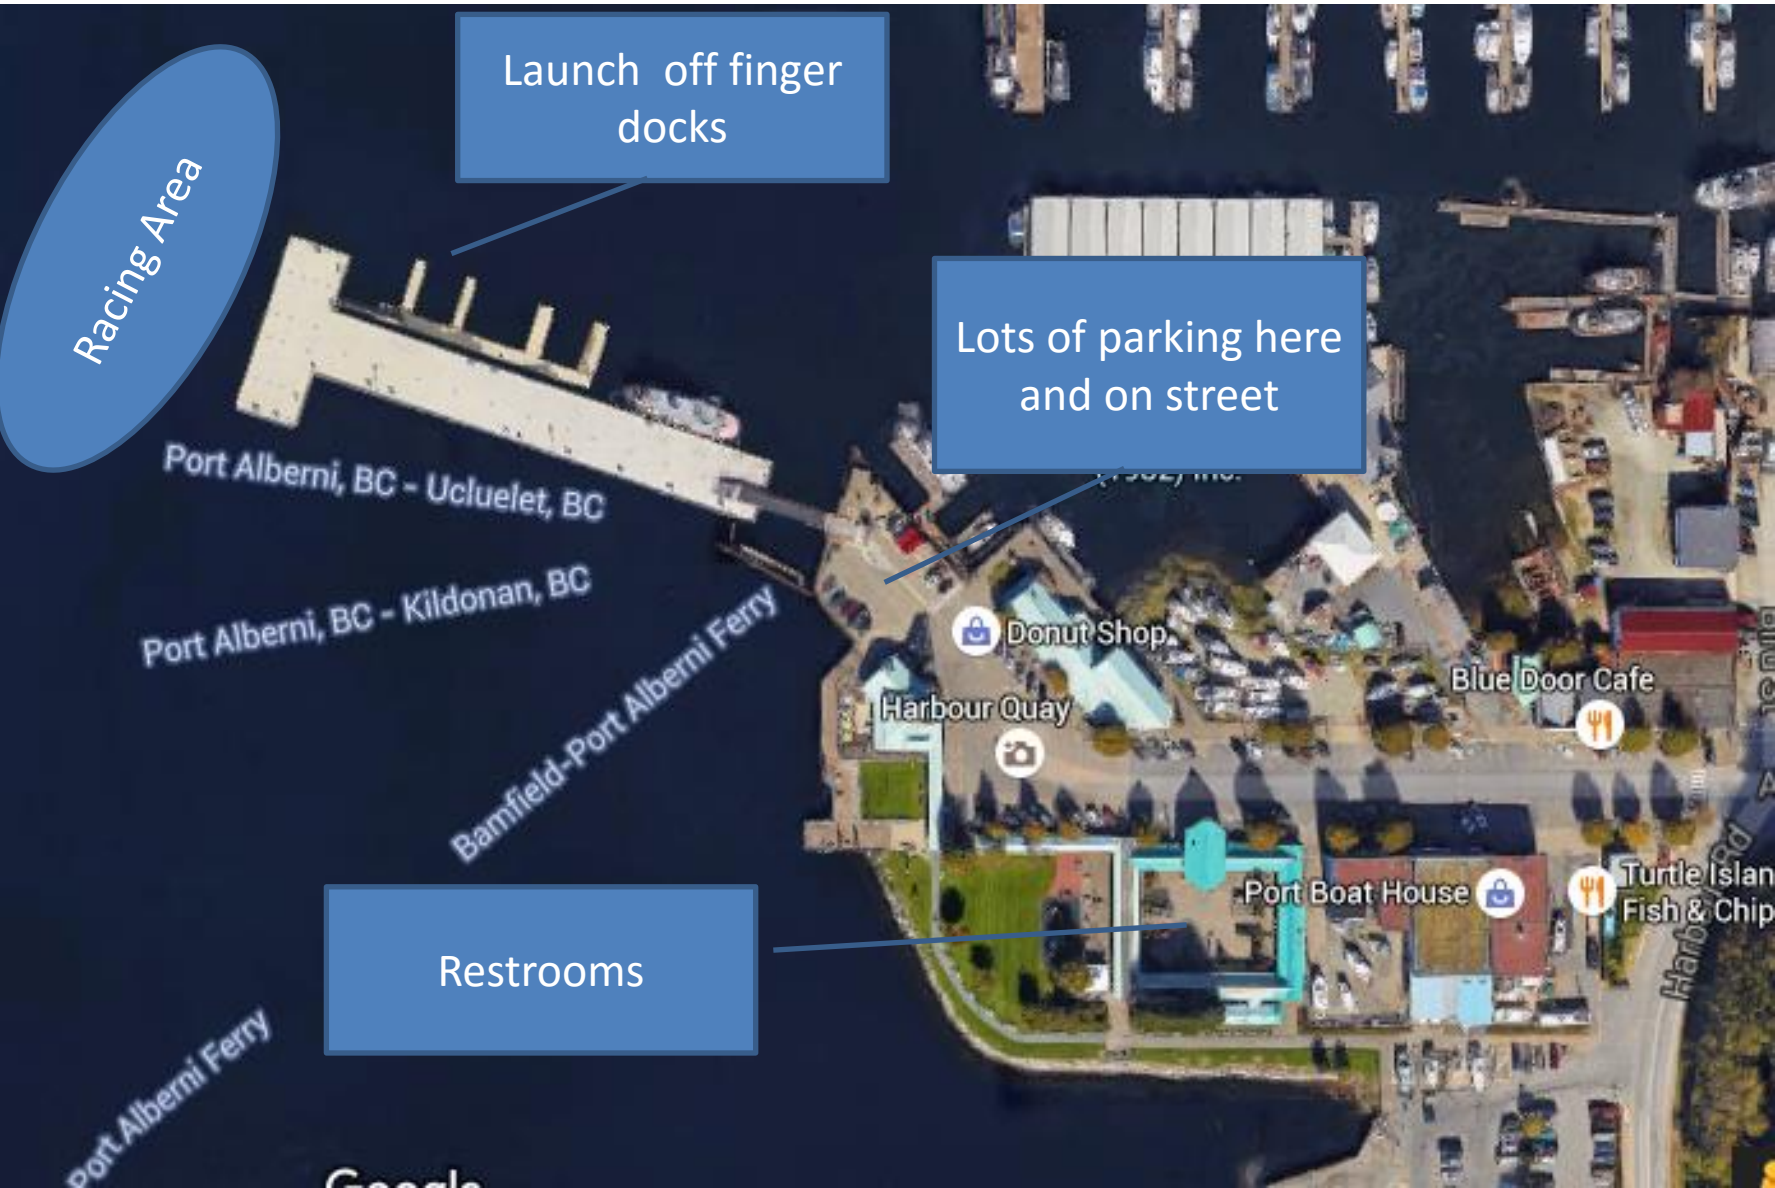 Launch off finger
docks
Racing Area
Lots of parking here
and on street
Port Alberni, BC - Ucluelet, BC
Port Alberni, BC - Kildonan, BC
Bamfield-Port Alberni Ferry
Donut Shop
Harbour Quay
Blue Door Cafe
Port Boat House
Turtle Islan
Fish & Chip
Restrooms
Port Alberni Ferry
Google